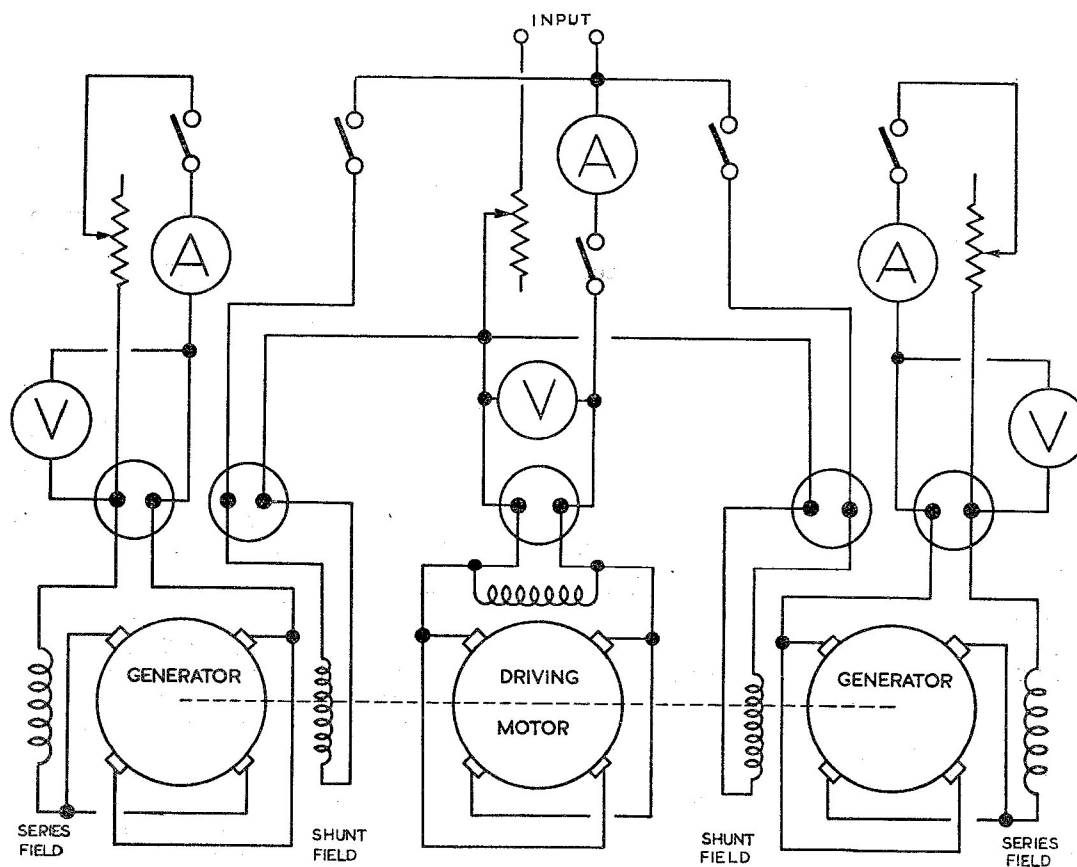 INPUT
A
A
A
V
V
V
GENERATOR
DRIVING
MOTOR
GENERATOR
SERIES
FIELD
SHUNT
FIELD
SHUNT
FIELD
SERIES
FIELD